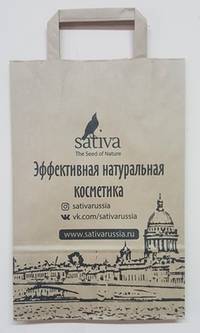 sativa
The Seed of Nature
Эффективная натуральная
косметика
sativarussia
vk.com/sativarussia
www.sativarussia.ru